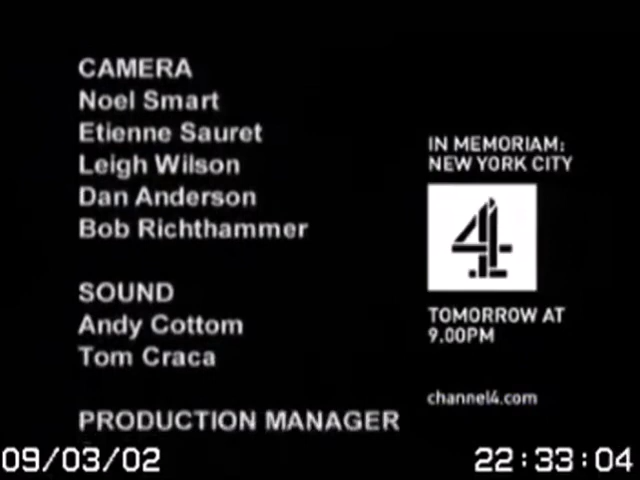 CAMERA
Noel Smart
Etienne Sauret
Leigh Wilson
Dan Anderson
Bob Richthammer
SOUND
Andy Cottom
Tom Craca
PRODUCTION MANAGER
IN MEMORIAM:
NEW YORK CITY
4
TOMORROW AT
9.00PM
channel4.com
09/03/02
22:33:04